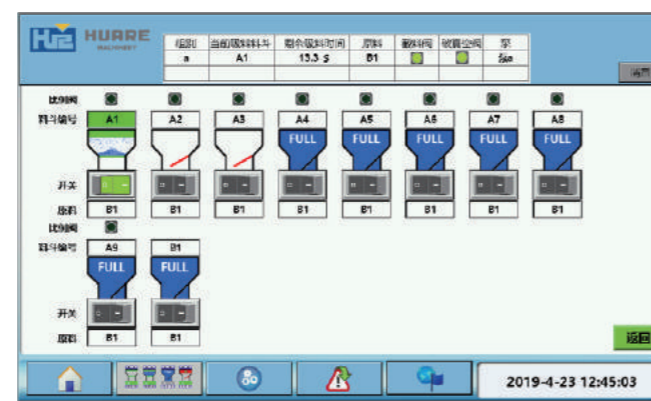 HUARE
MACHINERY
组别 当前吸料料斗 剩余吸料时间 原料 截料阀 破真空阀 泵
a A1 13.3 S B1
比例阀
料斗编号 A1 A2 A3 A4 A5 A6 A7 A8
FULL FULL FULL FULL FULL
开关
原料 B1 B1 B1 B1 B1 B1 B1 B1
比例阀
料斗编号 A9 B1
FULL FULL
开关
原料 B1 B1
返回
2019-4-23 12:45:03